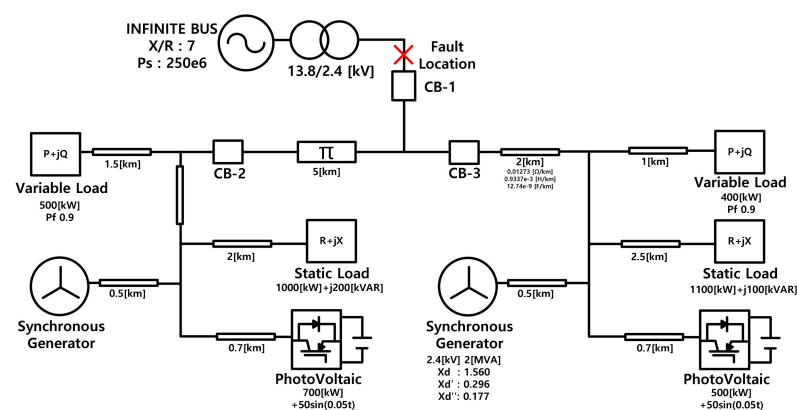 INFINITE BUS
X/R : 7
Ps : 250e6
13.8/2.4 [kV]
Fault
Location
CB-1
P+jQ
1.5[km]
CB-2
π
5[km]
CB-3
2[km]
0.01273 [Ω/km]
0.9337e-3 [H/km]
12.74e-9 [F/km]
1[km]
P+jQ
Variable Load
500[kW]
Pf 0.9
Variable Load
400[kW]
Pf 0.9
2[km]
R+jX
Static Load
1000[kW]+j200[kVAR]
2.5[km]
R+jX
Static Load
1100[kW]+j100[kVAR]
0.5[km]
Synchronous
Generator
0.7[km]
PhotoVoltaic
700[kW]
+50sin(0.05t)
0.5[km]
Synchronous
Generator
2.4[kV] 2[MVA]
Xd : 1.560
Xd' : 0.296
Xd'': 0.177
0.7[km]
PhotoVoltaic
500[kW]
+50sin(0.05t)